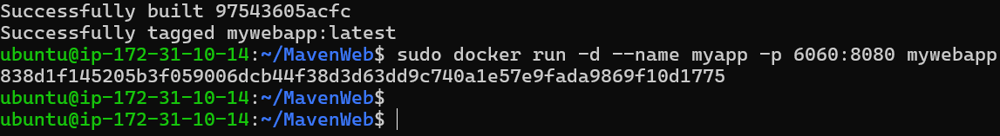 Successfully built 97543605acfc
Successfully tagged mywebapp:latest
ubuntu@ip-172-31-10-14:~/MavenWeb$ sudo docker run -d --name myapp -p 6060:8080 mywebapp
838d1f145205b3f059006dcb44f38d3d63dd9c740a1e57e9fada9869f10d1775
ubuntu@ip-172-31-10-14:~/MavenWeb$
ubuntu@ip-172-31-10-14:~/MavenWeb$